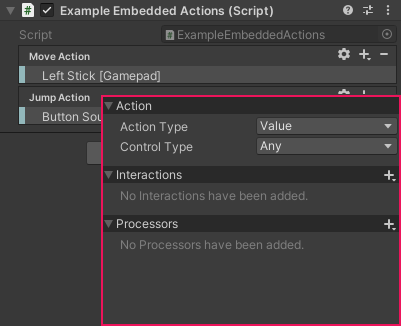 Example Embedded Actions (Script)
Script ExampleEmbeddedActions
Move Action
Left Stick [Gamepad]
Jump Action
Button Sou
Action
Action Type Value
Control Type Any
Interactions
No Interactions have been added.
Processors
No Processors have been added.